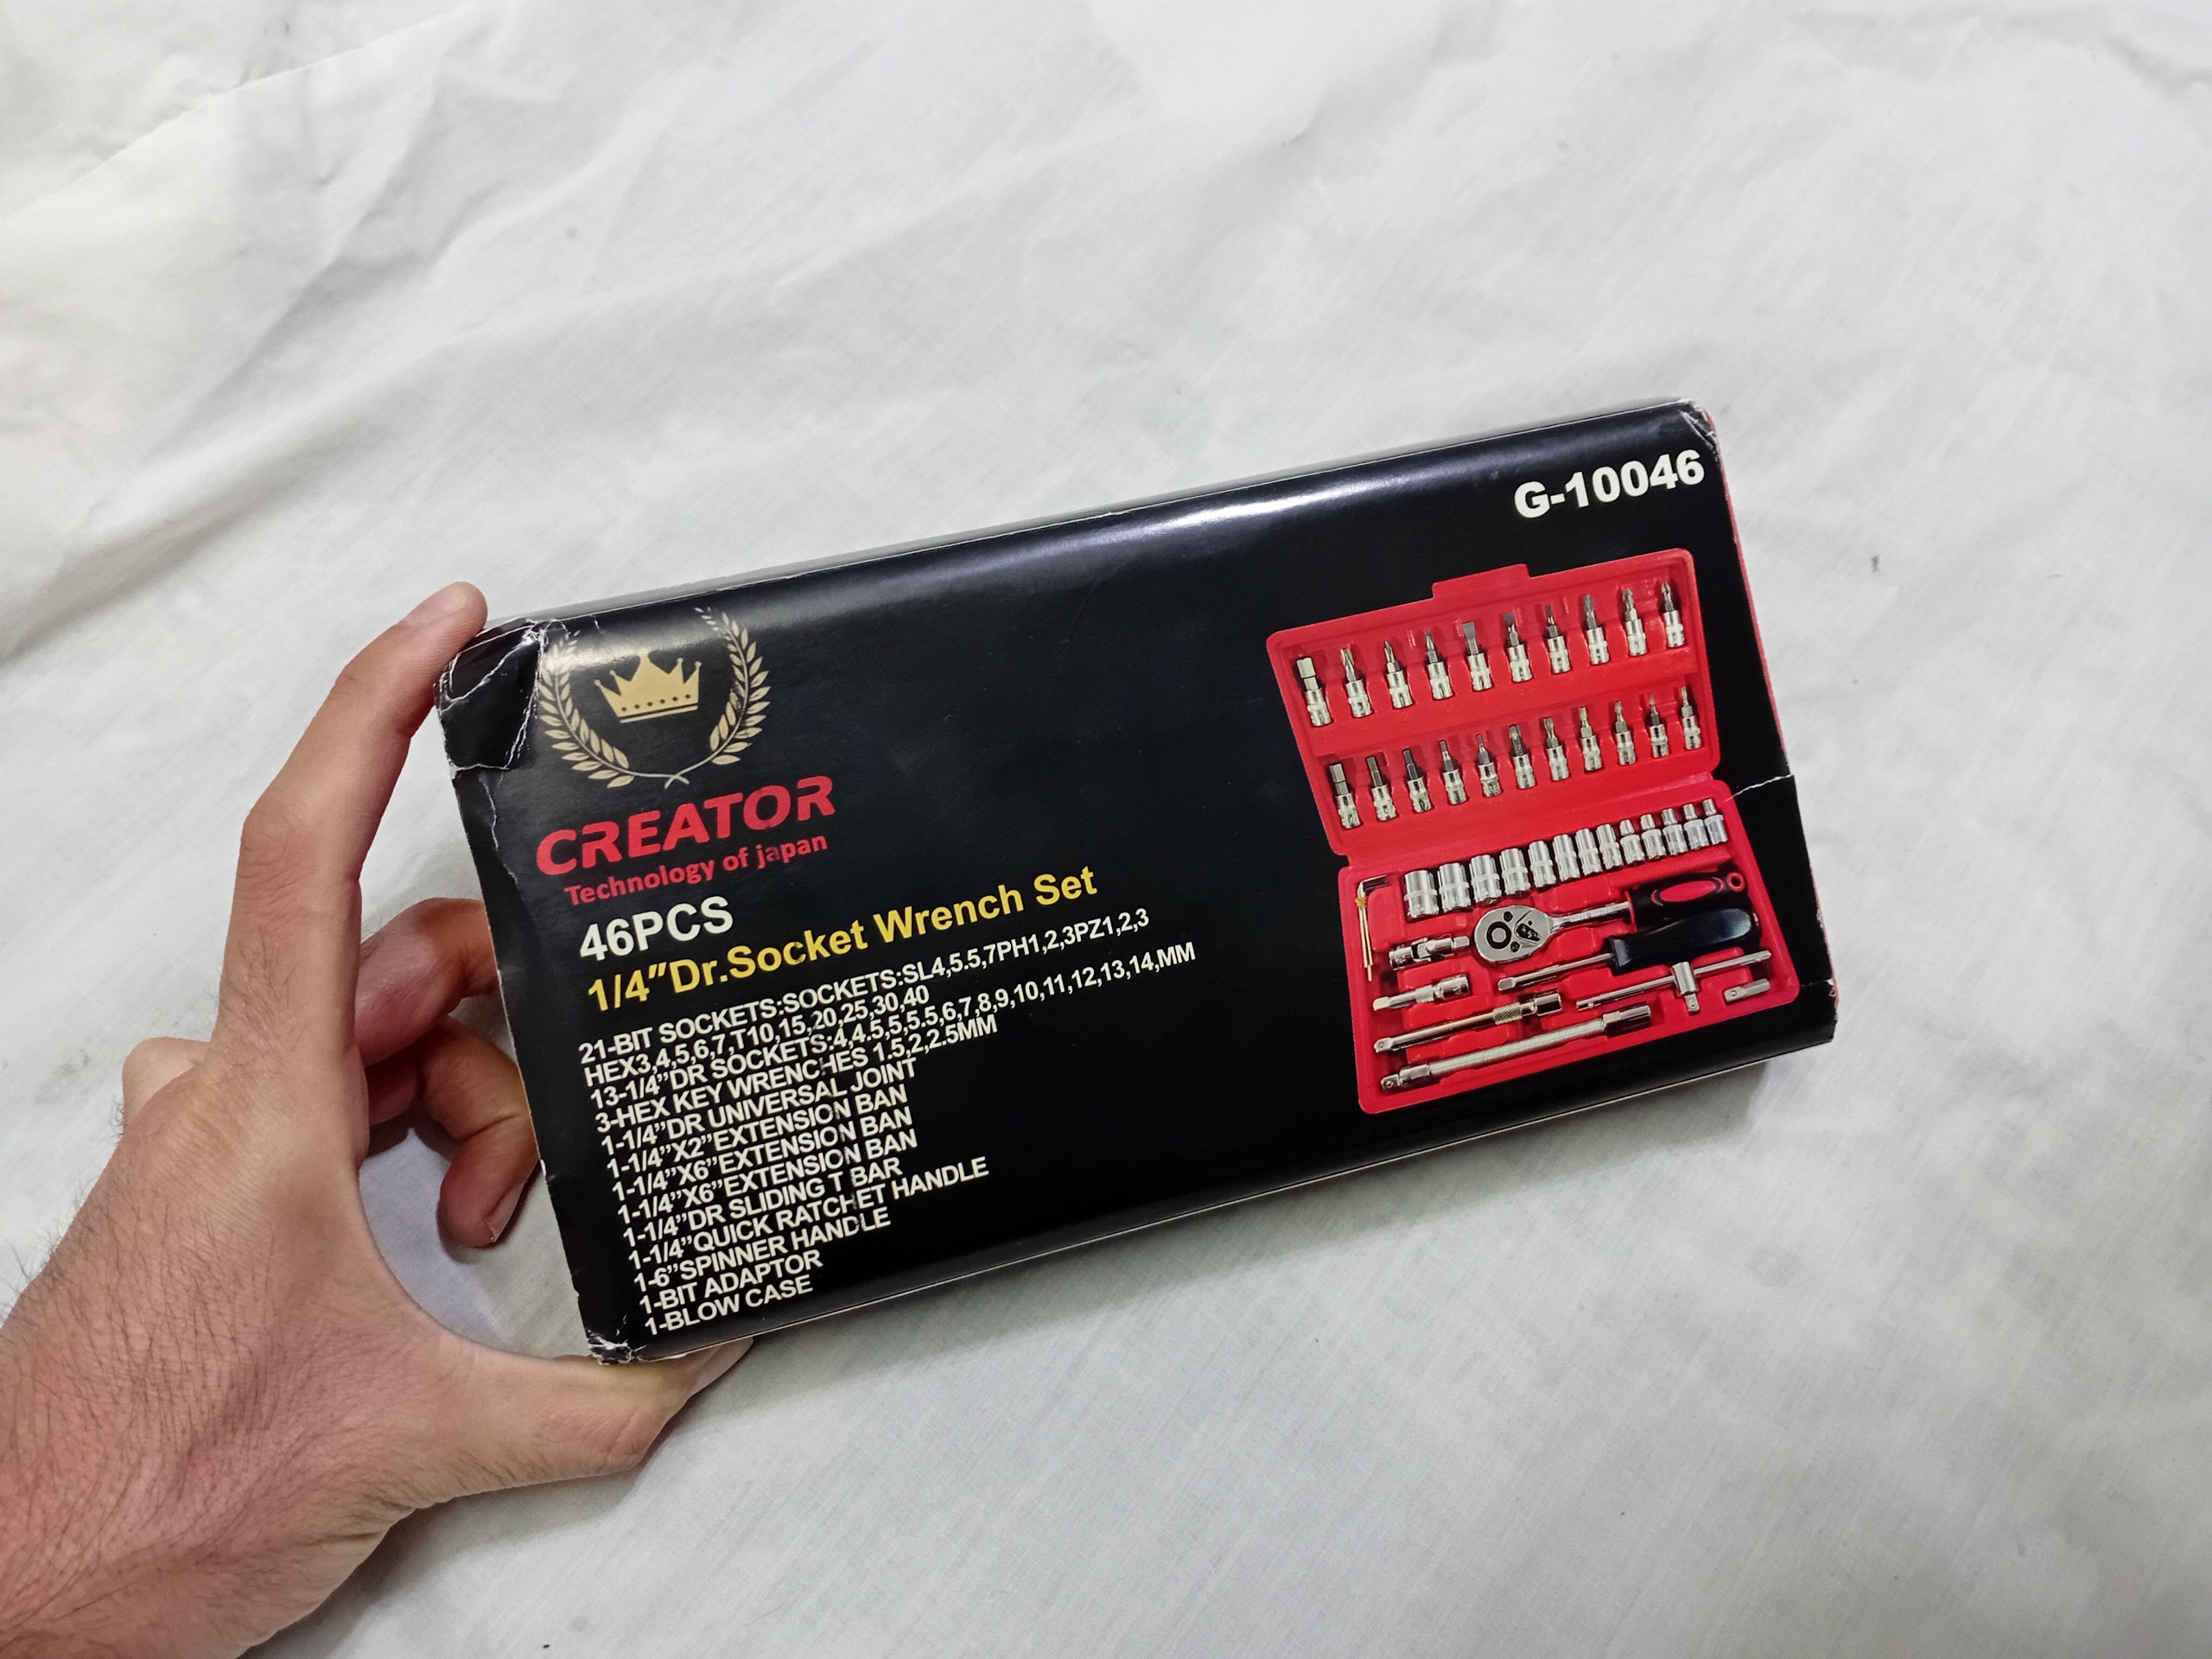 G-10046
CREATOR
Technology of japan
46PCS
1/4"Dr.Socket Wrench Set
21-BIT SOCKETS:SOCKETS:SL4,5.5,7PH1,2,3PZ1,2,3
HEX3,4,5,6,7,T10,15,20,25,30,40
13-1/4"DR SOCKETS:4,4.5,5,5.5,6,7,8,9,10,11,12,13,14,MM
3-HEX KEY WRENCHES 1.5,2,2.5MM
1-1/4"DR UNIVERSAL JOINT
1-1/4"X2"EXTENSION BAN
1-1/4"X6"EXTENSION BAN
1-1/4"X6"EXTENSION BAN
1-1/4"DR SLIDING T BAR
1-1/4"QUICK RATCHET HANDLE
1-6"SPINNER HANDLE
1-BIT ADAPTOR
1-BLOW CASE